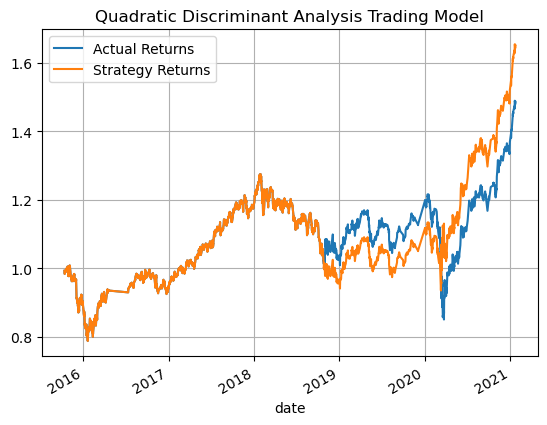 Quadratic Discriminant Analysis Trading Model
Actual Returns
Strategy Returns
1.6
1.4
1.2
1.0
0.8
2016
2017
2018
2019
2020
2021
date